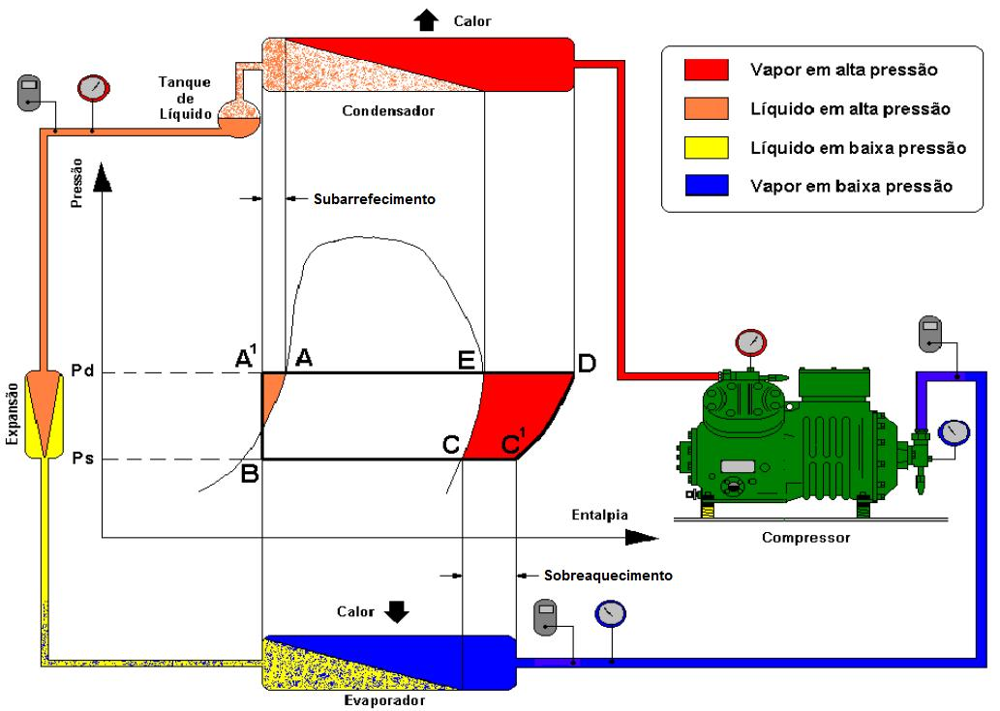 Calor
Tanque
de
Líquido
Condensador
Vapor em alta pressão
Líquido em alta pressão
Líquido em baixa pressão
Vapor em baixa pressão
Pressão
Subarrefecimento
A¹
A
E
D
Pd
Expansão
Ps
B
C
C¹
Entalpia
Compressor
Sobreaquecimento
Calor
Evaporador